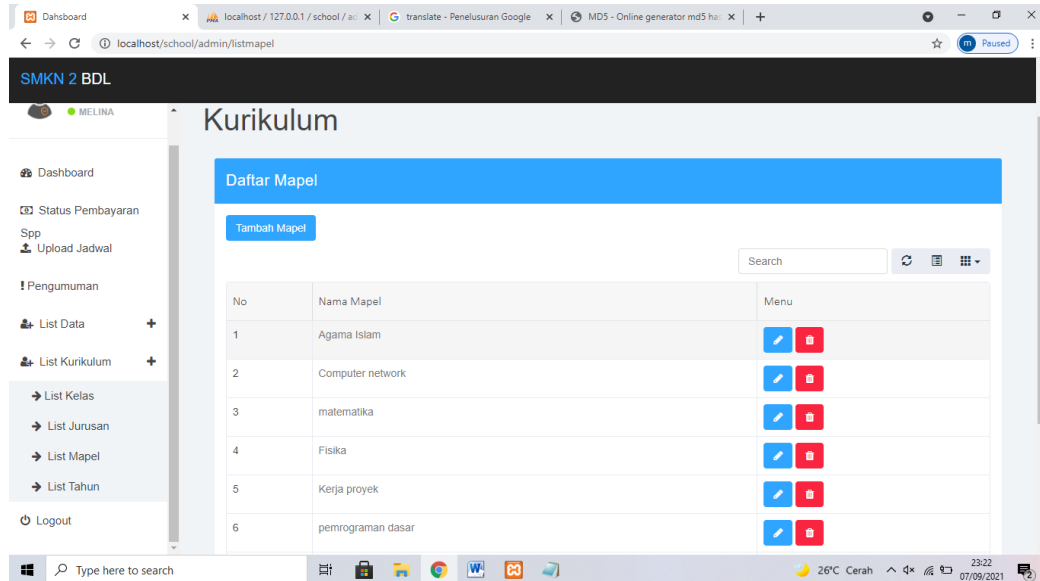 Dahsboard
localhost / 127.0.0.1 / school / ad
translate - Penelusuran Google
MD5 - Online generator md5 has
localhost/school/admin/listmapel
m Paused
SMKN 2 BDL
MELINA
Dashboard
Status Pembayaran
Spp
Upload Jadwal
Pengumuman
List Data
List Kurikulum
List Kelas
List Jurusan
List Mapel
List Tahun
Logout
Kurikulum
Daftar Mapel
Tambah Mapel
Search
No Nama Mapel Menu
1 Agama Islam
2 Computer network
3 matematika
4 Fisika
5 Kerja proyek
6 pemrograman dasar
Type here to search
26°C Cerah
23:22
07/09/2021
2